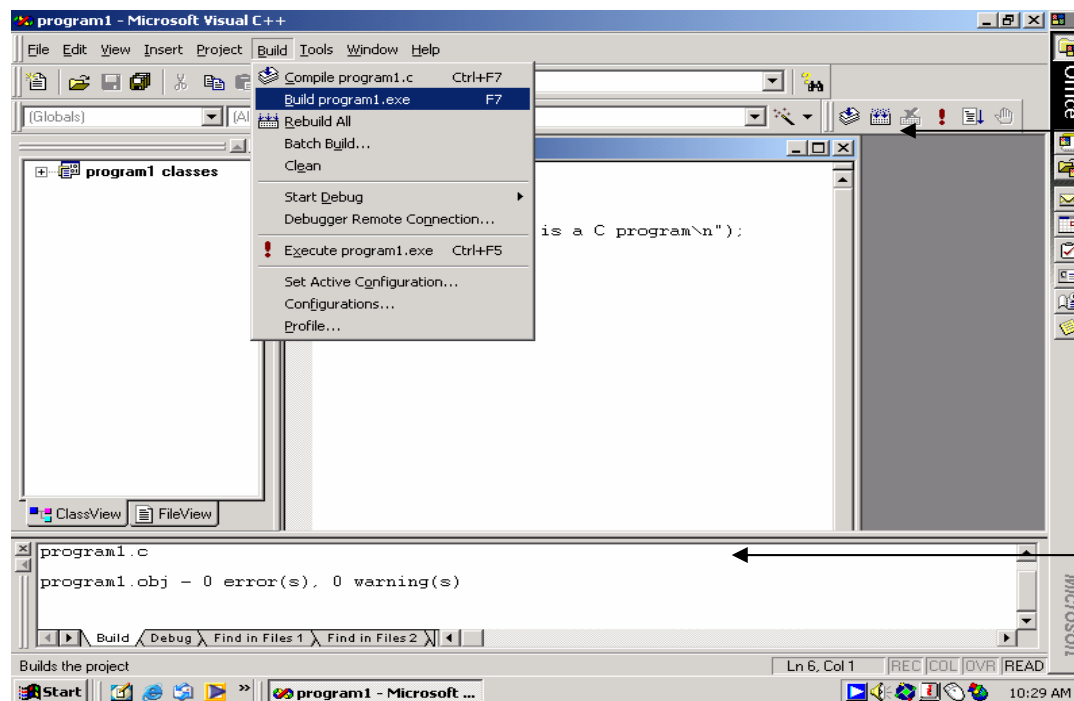 program1 - Microsoft Visual C++
File Edit View Insert Project Build Tools Window Help
Compile program1.c Ctrl+F7
Build program1.exe F7
(Globals)
(Al
Rebuild All
Batch Build...
Clean
program1 classes
Start Debug
Debugger Remote Connection...
is a C program\n");
Execute program1.exe Ctrl+F5
Set Active Configuration...
Configurations...
Profile...
ClassView FileView
program1.c
program1.obj - 0 error(s), 0 warning(s)
Build Debug Find in Files 1 Find in Files 2
Builds the project
Ln 6, Col 1 REC COL OVR READ
Start
program1 - Microsoft ...
10:29 AM
Office
Microsoft